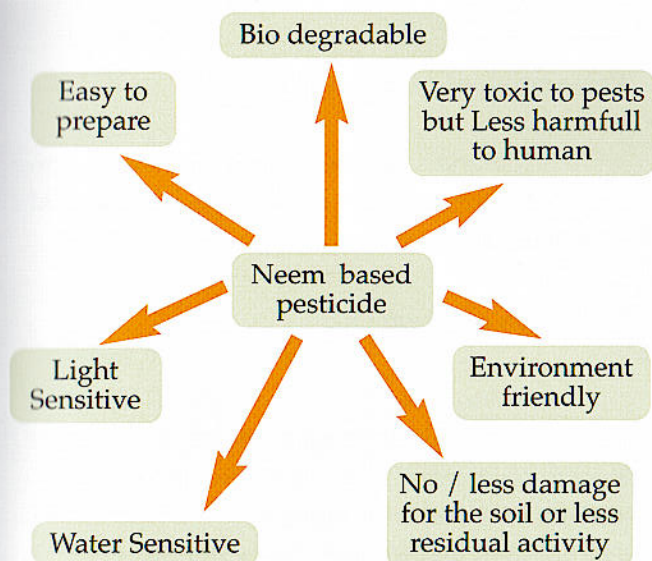 Bio degradable
Easy to
prepare
Very toxic to pests
but Less harmfull
to human
Neem based
pesticide
Light
Sensitive
Environment
friendly
Water Sensitive
No / less damage
for the soil or less
residual activity